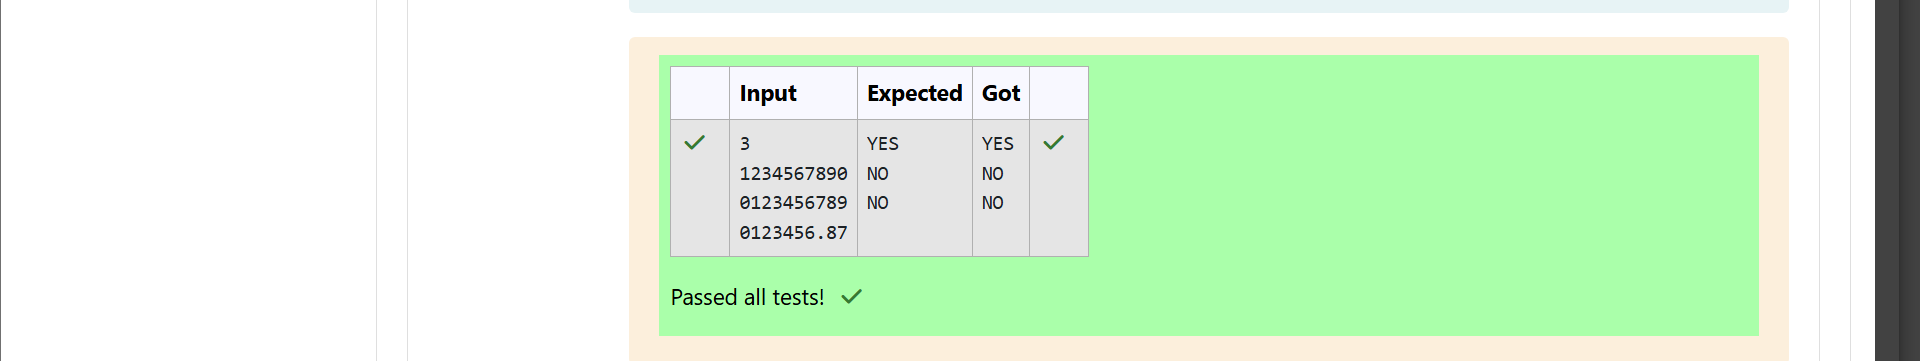 Input Expected Got
3 YES YES
1234567890 NO NO
0123456789 NO NO
0123456.87
Passed all tests!